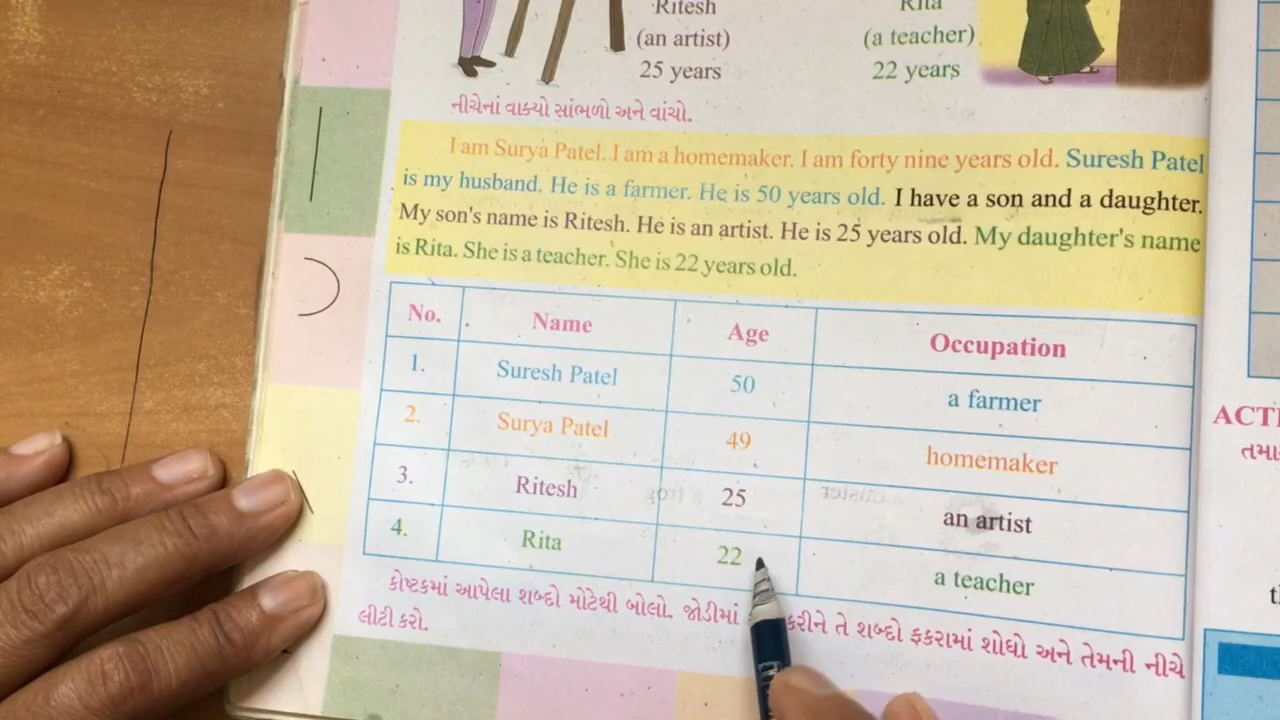 Ritesh
(an artist)
25 years
Rita
(a teacher)
22 years
નીચેનાં વાક્યો સાંભળો અને વાંચો.
I am Surya Patel. I am a homemaker. I am forty nine years old. Suresh Patel
is my husband. He is a farmer. He is 50 years old. I have a son and a daughter.
My son's name is Ritesh. He is an artist. He is 25 years old. My daughter's name
is Rita. She is a teacher. She is 22 years old.
No. Name Age Occupation
1. Suresh Patel 50 a farmer
2. Surya Patel 49 homemaker
3. Ritesh 25 an artist
4. Rita 22 a teacher
કોષ્ટકમાં આપેલા શબ્દો મોટેથી બોલો. જોડીમાં કરીને તે શબ્દો ફકરામાં શોધો અને તેમની નીચે
લીટી કરો.